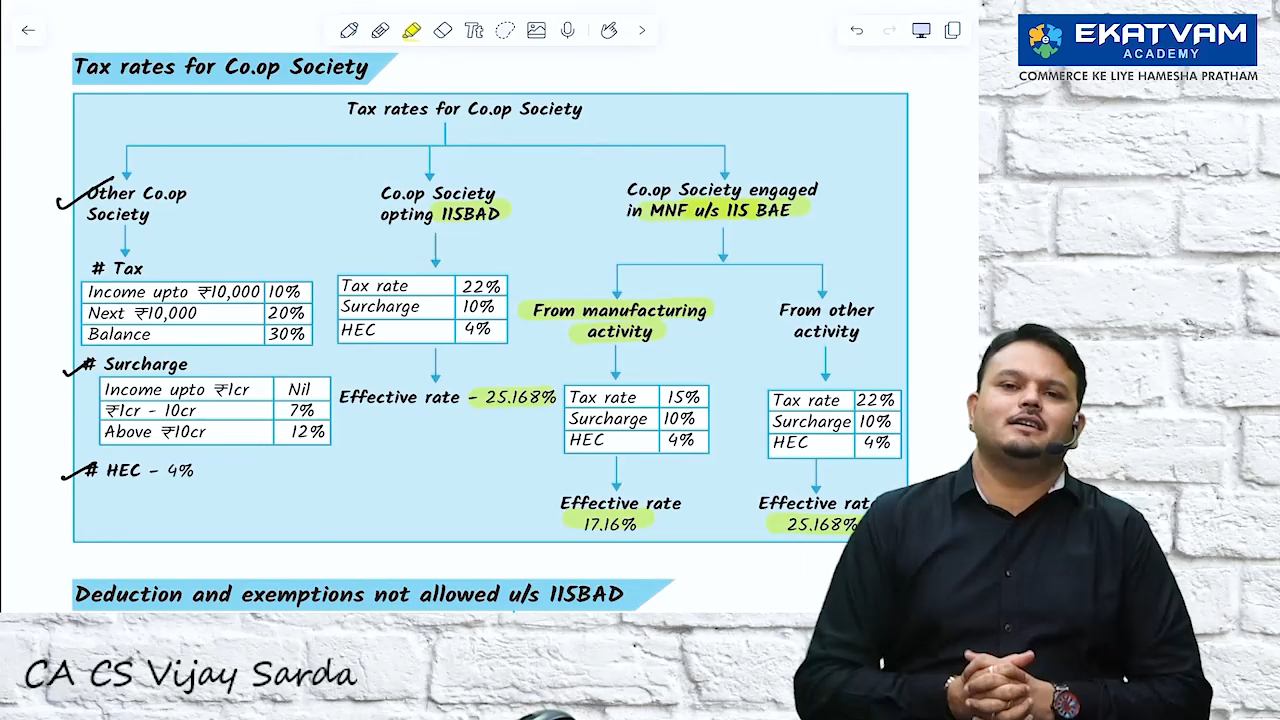 EKATVAM
ACADEMY
COMMERCE KE LIYE HAMESHA PRATHAM
Tt
Tax rates for Co.op Society
Tax rates for Co.op Society
Other Co.op
Society
# Tax
Income upto ₹10,000 10%
Next ₹10,000 20%
Balance 30%
# Surcharge
Income upto ₹1cr Nil
₹1cr - 10cr 7%
Above ₹10cr 12%
# HEC - 4%
Co.op Society
opting 115BAD
Tax rate 22%
Surcharge 10%
HEC 4%
Effective rate - 25.168%
Co.op Society engaged
in MNF u/s 115 BAE
From manufacturing
activity
Tax rate 15%
Surcharge 10%
HEC 4%
Effective rate
17.16%
From other
activity
Tax rate 22%
Surcharge 10%
HEC 4%
Effective rate
25.168%
Deduction and exemptions not allowed u/s 115BAD
CA CS Vijay Sarda